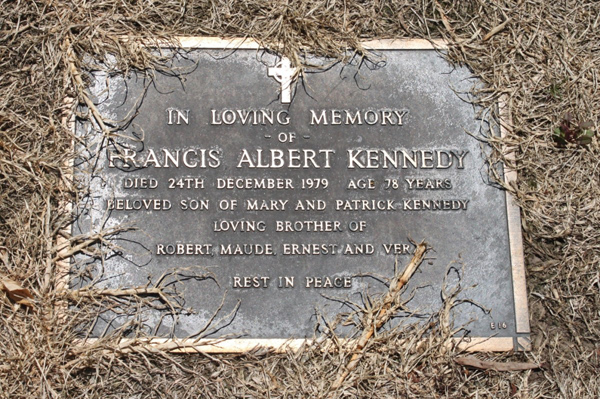 IN LOVING MEMORY
- OF -
FRANCIS ALBERT KENNEDY
DIED 24TH DECEMBER 1979 AGE 78 YEARS
BELOVED SON OF MARY AND PATRICK KENNEDY
LOVING BROTHER OF
ROBERT, MAUDE, ERNEST AND
REST IN PEACE